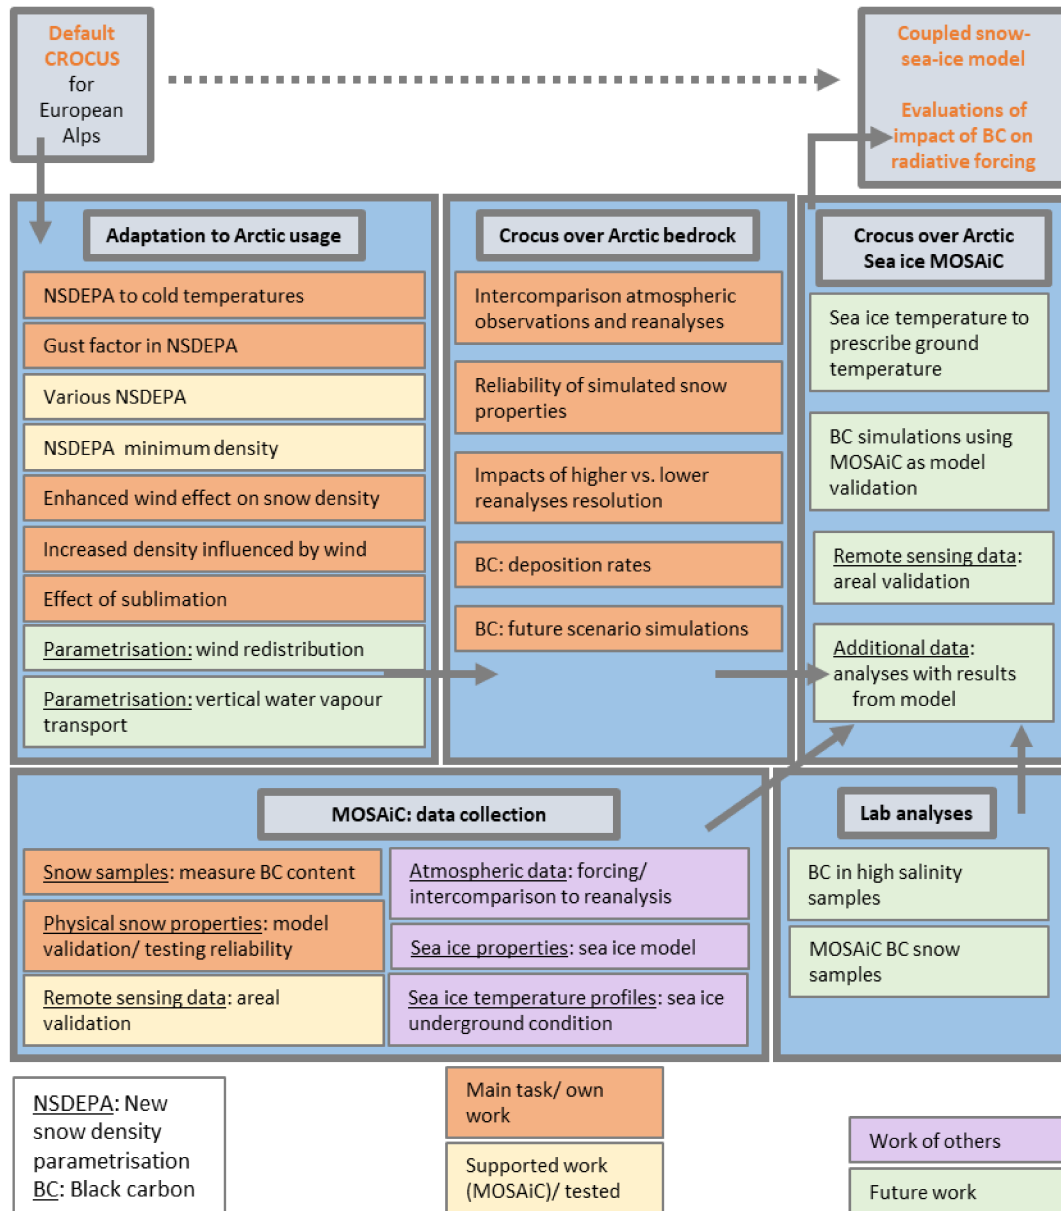 Default
CROCUS
for
European
Alps
Coupled snow-
sea-ice model
Evaluations of
impact of BC on
radiative forcing
Adaptation to Arctic usage
NSDEPA to cold temperatures
Gust factor in NSDEPA
Various NSDEPA
NSDEPA minimum density
Enhanced wind effect on snow density
Increased density influenced by wind
Effect of sublimation
Parametrisation: wind redistribution
Parametrisation: vertical water vapour
transport
Crocus over Arctic bedrock
Intercomparison atmospheric
observations and reanalyses
Reliability of simulated snow
properties
Impacts of higher vs. lower
reanalyses resolution
BC: deposition rates
BC: future scenario simulations
Crocus over Arctic
Sea ice MOSAiC
Sea ice temperature to
prescribe ground
temperature
BC simulations using
MOSAiC as model
validation
Remote sensing data:
areal validation
Additional data:
analyses with results
from model
MOSAiC: data collection
Snow samples: measure BC content
Physical snow properties: model
validation/ testing reliability
Remote sensing data: areal
validation
Atmospheric data: forcing/
intercomparison to reanalysis
Sea ice properties: sea ice model
Sea ice temperature profiles: sea ice
underground condition
Lab analyses
BC in high salinity
samples
MOSAiC BC snow
samples
NSDEPA: New
snow density
parametrisation
BC: Black carbon
Main task/ own
work
Supported work
(MOSAiC)/ tested
Work of others
Future work